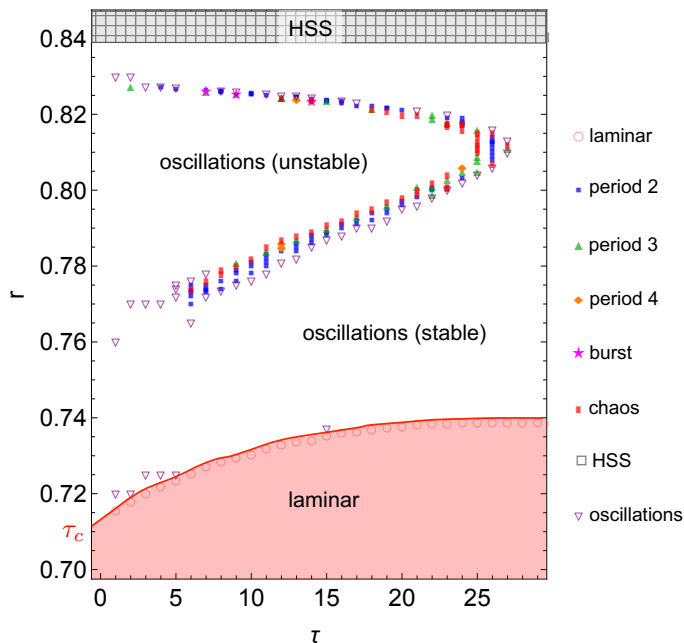 HSS
0.84
0.82
0.80
0.78
0.76
0.74
0.72
0.70
r
oscillations (unstable)
oscillations (stable)
laminar
τc
0 5 10 15 20 25
τ
laminar
period 2
period 3
period 4
burst
chaos
HSS
oscillations